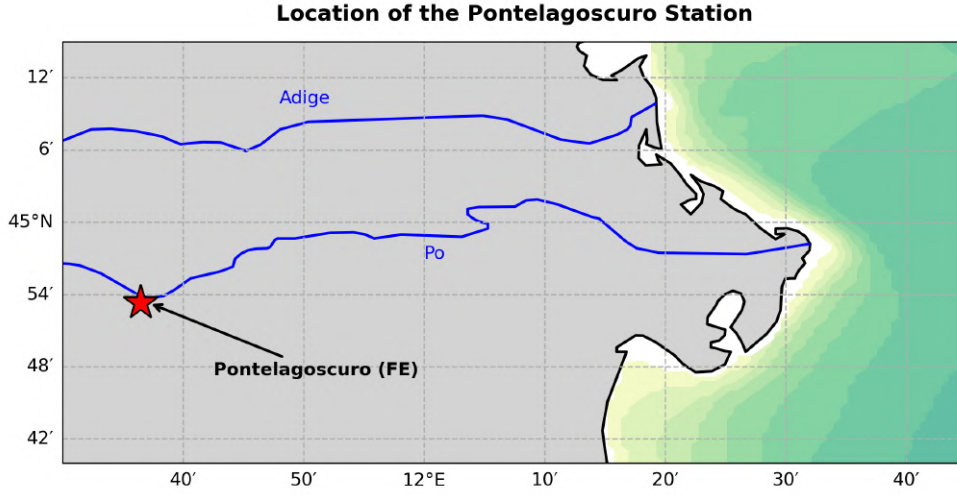 Location of the Pontelagoscuro Station
12′
Adige
6′
45°N
Po
54′
Pontelagoscuro (FE)
48′
42′
40′ 50′ 12°E 10′ 20′ 30′ 40′